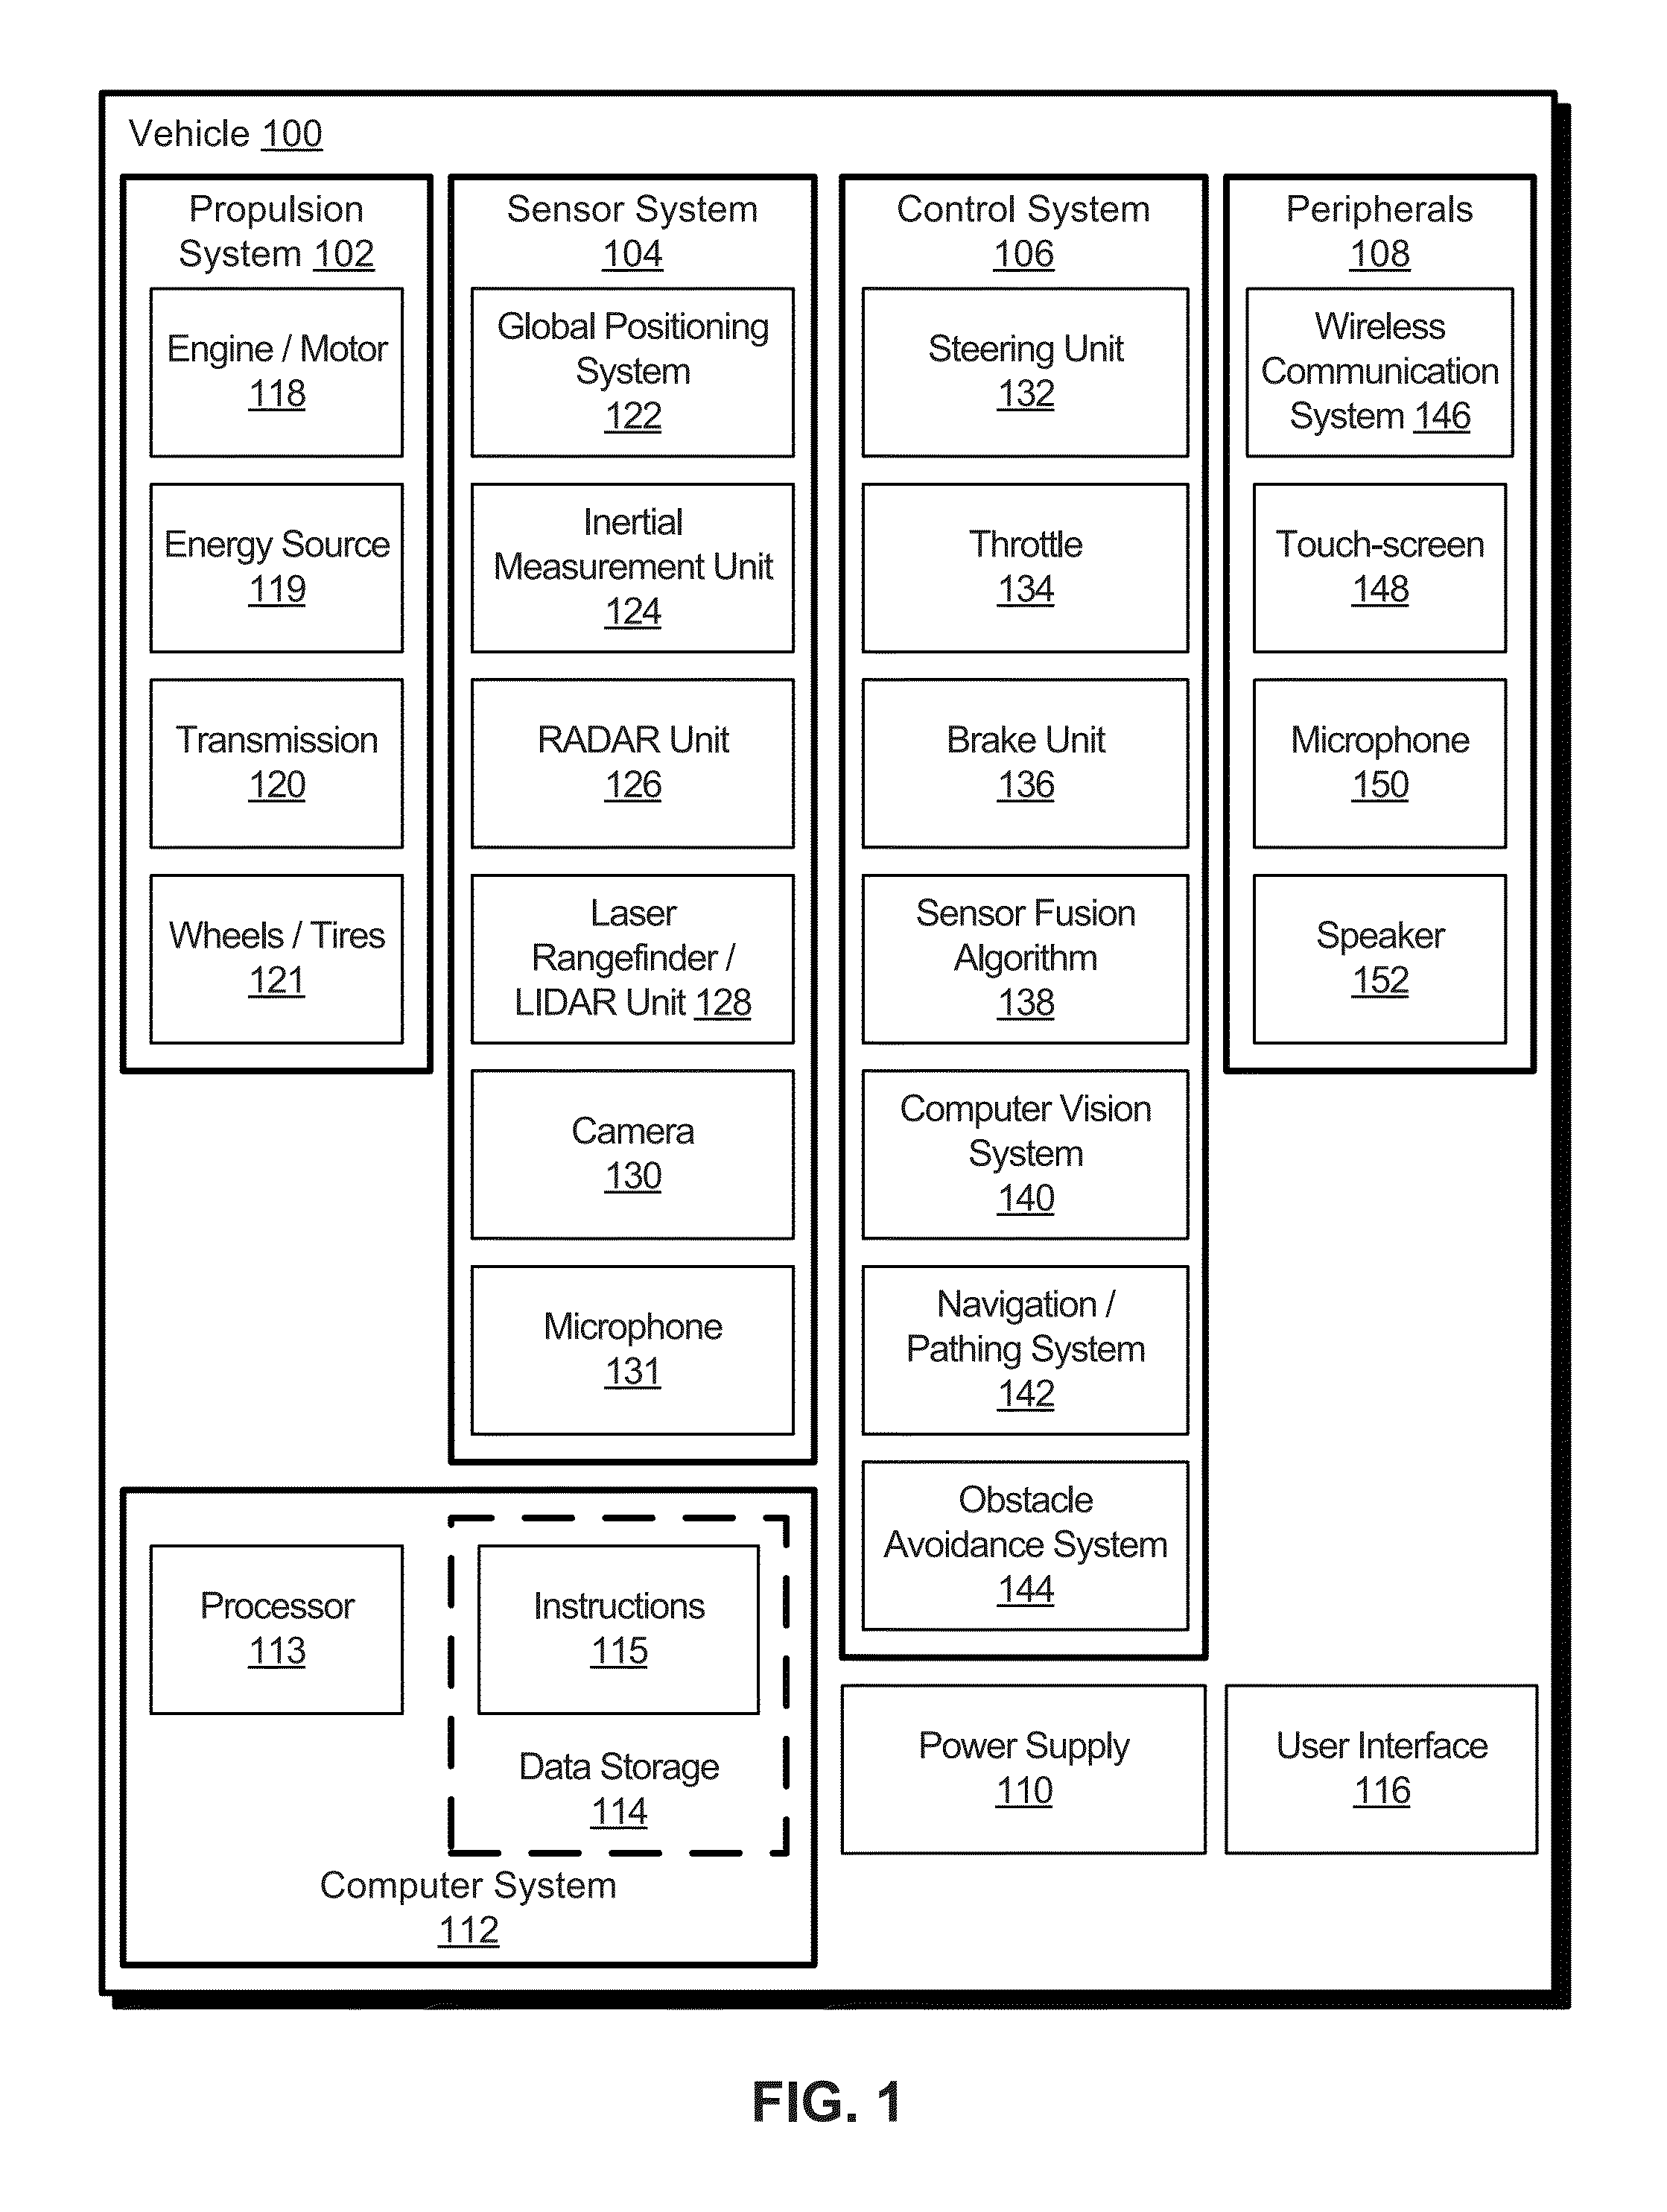 Vehicle 100
Propulsion
System 102
Engine / Motor
118
Energy Source
119
Transmission
120
Wheels / Tires
121
Sensor System
104
Global Positioning
System
122
Inertial
Measurement Unit
124
RADAR Unit
126
Laser
Rangefinder /
LIDAR Unit 128
Camera
130
Microphone
131
Control System
106
Steering Unit
132
Throttle
134
Brake Unit
136
Sensor Fusion
Algorithm
138
Computer Vision
System
140
Navigation /
Pathing System
142
Obstacle
Avoidance System
144
Peripherals
108
Wireless
Communication
System 146
Touch-screen
148
Microphone
150
Speaker
152
Processor
113
Instructions
115
Data Storage
114
Computer System
112
Power Supply
110
User Interface
116
FIG. 1